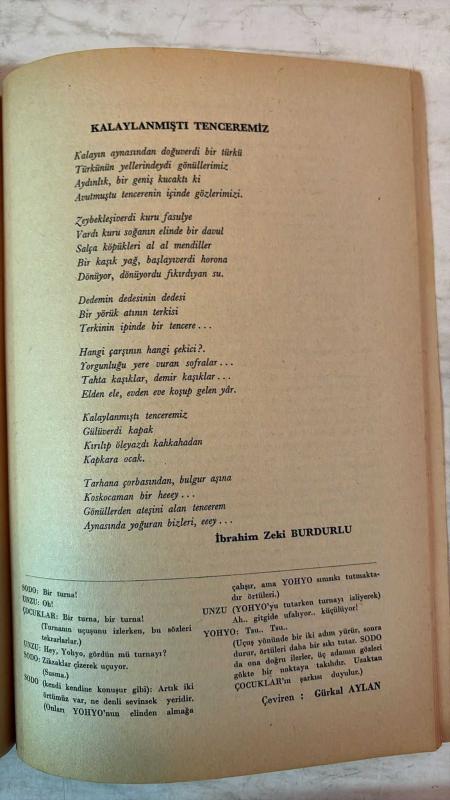 KALAYLANMIŞTI TENCEREMİZ
Kalayın aynasından doğuverdi bir türkü
Türkünün yellerindeydi gönüllerimiz
Aydınlık, bir geniş kucaktı ki
Avutmuştu tencerenin içinde gözlerimizi.
Zeybekleşiverdi kuru fasulye
Vardı kuru soğanın elinde bir davul
Salça köpükleri al al mendiller
Bir kaşık yağ, başlayıverdi horona
Dönüyor, dönüyordu fıkırdıyan su.
Dedemin dedesinin dedesi
Bir yörük atının terkisi
Terkinin ipinde bir tencere...
Hangi çarşının hangi çekici?.
Yorgunluğu yere vuran sofralar...
Tahta kaşıklar, demir kaşıklar...
Elden ele, evden eve koşup gelen yâr.
Kalaylanmıştı tenceremiz
Gülüverdi kapak
Kırılıp öleyazdı kahkahadan
Kapkara ocak.
Tarhana çorbasından, bulgur aşına
Koskocaman bir heeey...
Gönüllerden ateşini alan tencerem
Aynasında yoğuran bizleri, eeey...
İbrahim Zeki BURDURLU
SODO: Bir turna!
UNZU: Oh!
ÇOCUKLAR: Bir turna, bir turna!
(Turnanın uçuşunu izlerken, bu sözleri
tekrarlarlar.)
UNZU: Hey, Yohyo, gördün mü turnayı?
SODO: Zikzaklar çizerek uçuyor.
(Susma.)
SODO (kendi kendine konuşur gibi): Artık iki
örtümüz var, ne denli sevinsek yeridir.
(Onları YOHYO'nun elinden almağa
çalışır, ama YOHYO sımsıkı tutmakta-
dır örtüleri.)
UNZU (YOHYO'yu tutarken turnayı izliyerek)
Ah.. gitgide ufalıyor.. küçülüyor!
YOHYO: Tsu.. Tsu..
(Uçuş yönünde bir iki adım yürür, sonra
durur, örtüleri daha bir sıkı tutar. SODO
da ona doğru ilerler, üç adamın gözleri
gökte bir noktaya takılıdır. Uzaktan
ÇOCUKLAR'ın şarkısı duyulur.)
Çeviren : Gürkal AYLAN